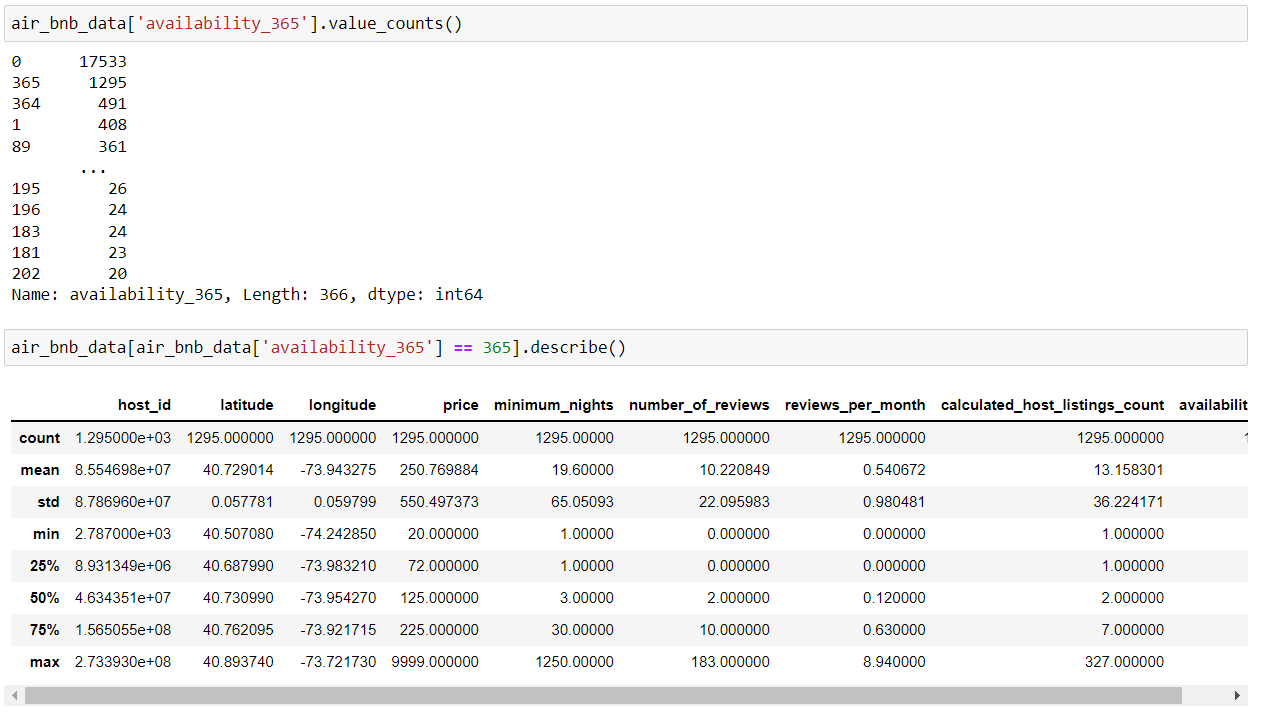 air_bnb_data['availability_365'].value_counts()
0 17533
365 1295
364 491
1 408
89 361
...
195 26
196 24
183 24
181 23
202 20
Name: availability_365, Length: 366, dtype: int64
air_bnb_data[air_bnb_data['availability_365'] == 365].describe()
host_id latitude longitude price minimum_nights number_of_reviews reviews_per_month calculated_host_listings_count availabilit
count 1.295000e+03 1295.000000 1295.000000 1295.000000 1295.00000 1295.000000 1295.000000 1295.000000 1
mean 8.554698e+07 40.729014 -73.943275 250.769884 19.60000 10.220849 0.540672 13.158301
std 8.786960e+07 0.057781 0.059799 550.497373 65.05093 22.095983 0.980481 36.224171
min 2.787000e+03 40.507080 -74.242850 20.000000 1.00000 0.000000 0.000000 1.000000
25% 8.931349e+06 40.687990 -73.983210 72.000000 1.00000 0.000000 0.000000 1.000000
50% 4.634351e+07 40.730990 -73.954270 125.000000 3.00000 2.000000 0.120000 2.000000
75% 1.565055e+08 40.762095 -73.921715 225.000000 30.00000 10.000000 0.630000 7.000000
max 2.733930e+08 40.893740 -73.721730 9999.000000 1250.00000 183.000000 8.940000 327.000000